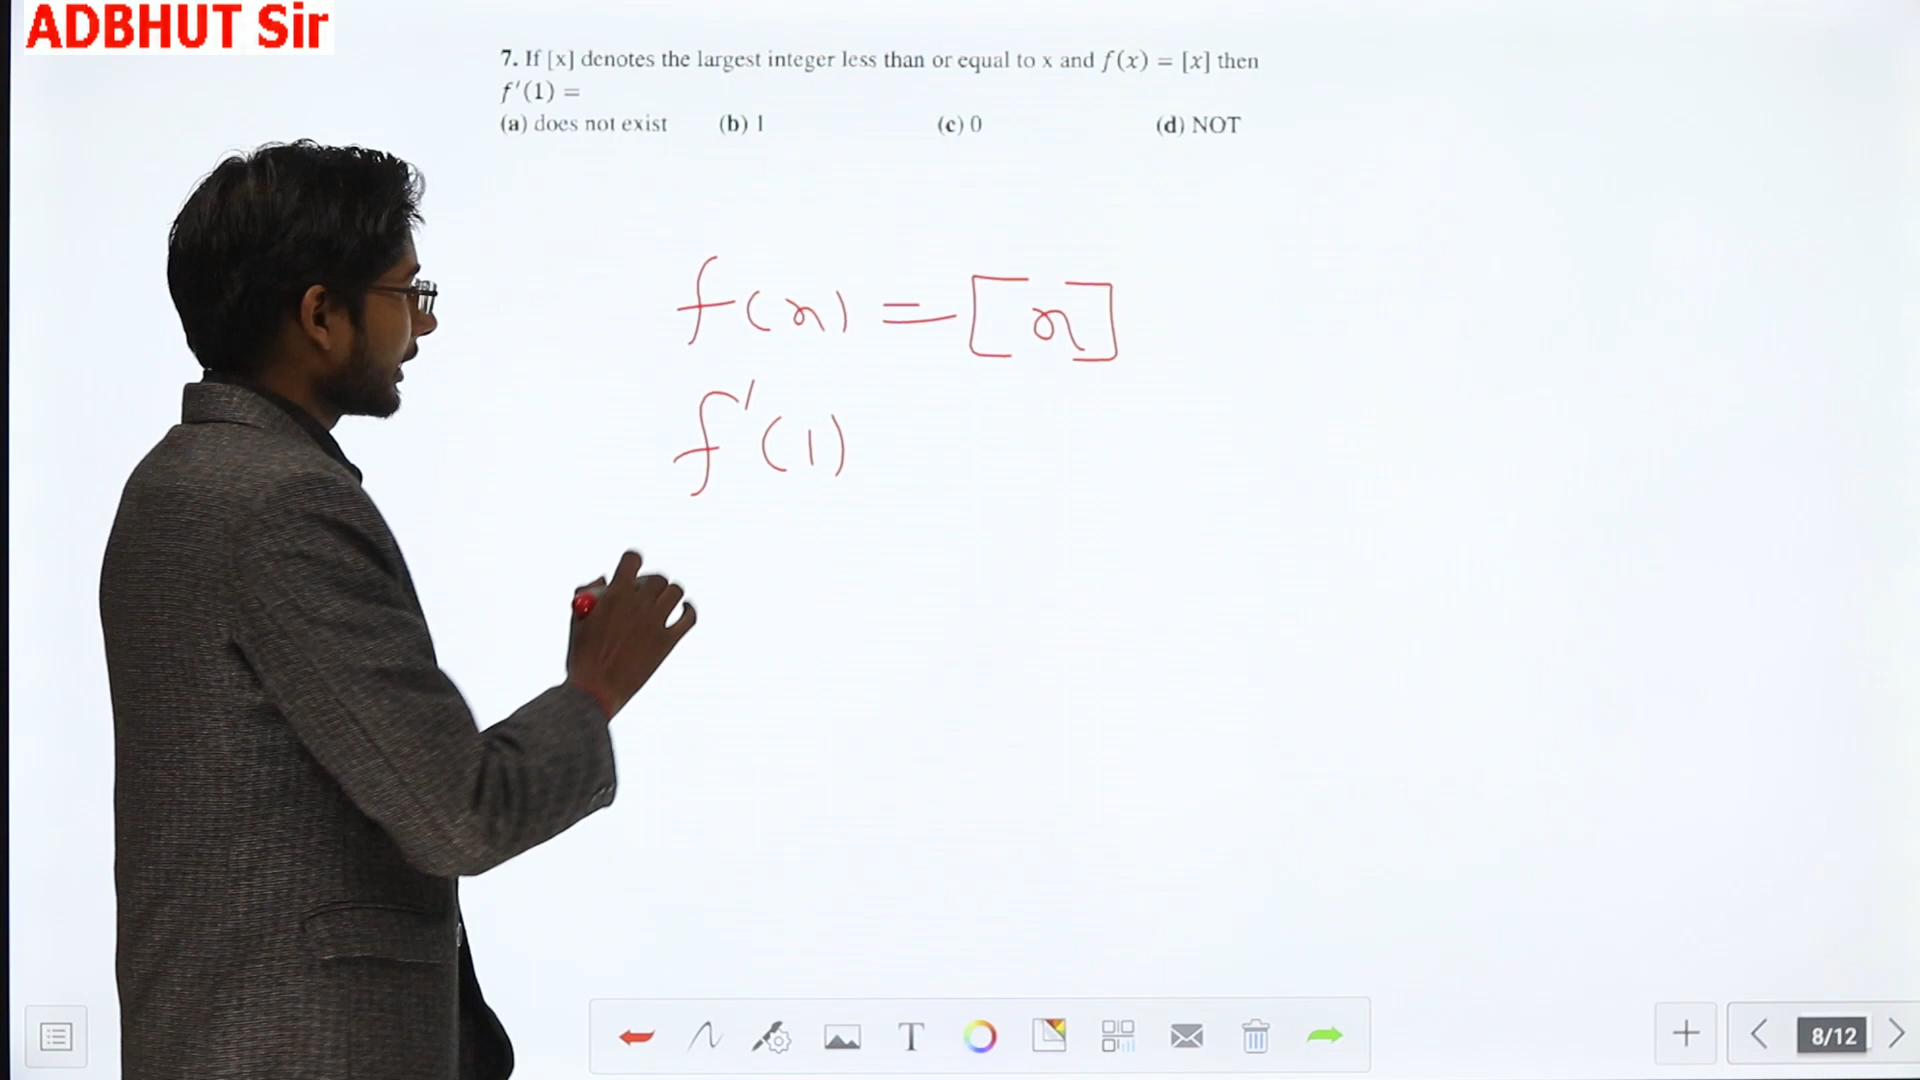 ADBHUT Sir
7. If [x] denotes the largest integer less than or equal to x and f(x) = [x] then
f′(1) =
(a) does not exist (b) 1 (c) 0 (d) NOT
f(x) = [x]
f′(1)
T
8/12